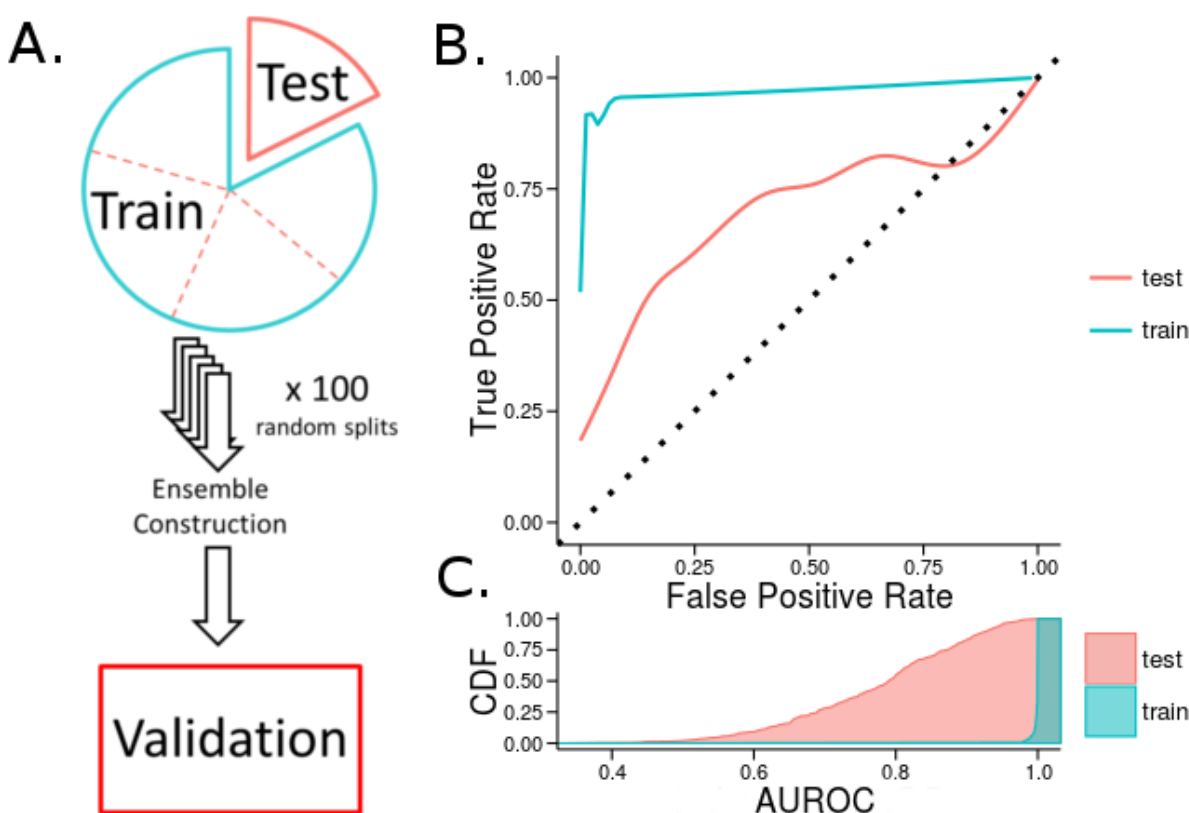 A.
Test
Train
x 100
random splits
Ensemble
Construction
Validation
B.
True Positive Rate
1.00
0.75
0.50
0.25
0.00
0.00 0.25 0.50 0.75 1.00
False Positive Rate
test
train
C.
CDF
1.00
0.75
0.50
0.25
0.00
0.4 0.6 0.8 1.0
AUROC
test
train